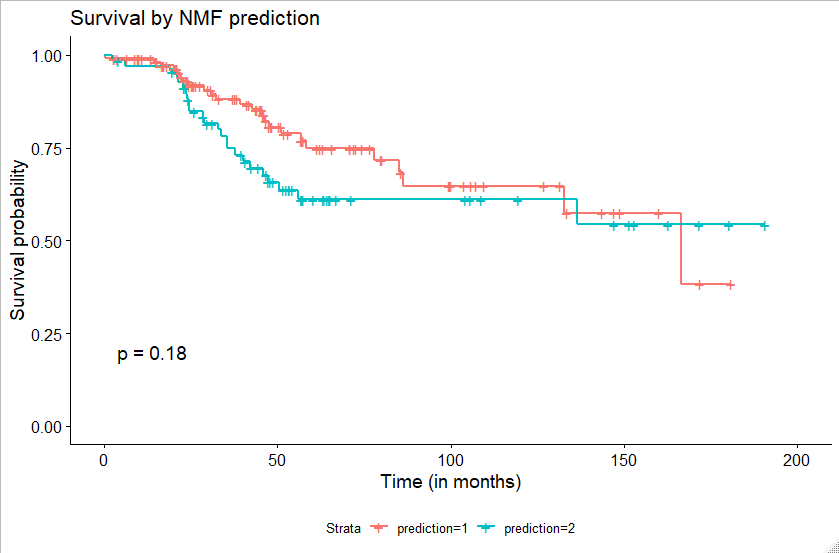 Survival by NMF prediction
Survival probability
1.00
0.75
0.50
0.25
0.00
p = 0.18
0 50 100 150 200
Time (in months)
Strata prediction=1 prediction=2